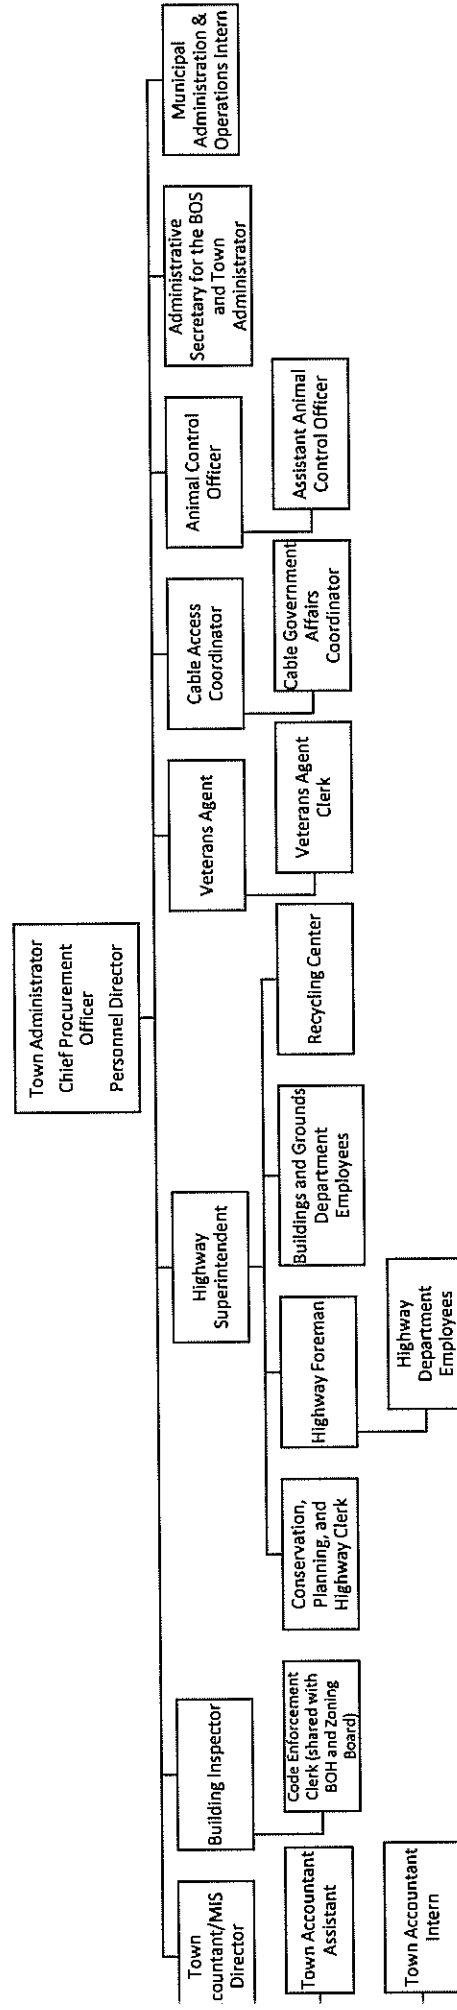 Town Administrator
Chief Procurement
Officer
Personnel Director
Town
countant/MIS
Director
Building Inspector
Highway
Superintendent
Veterans Agent
Cable Access
Coordinator
Animal Control
Officer
Administrative
Secretary for the BOS
and Town
Administrator
Municipal
Administration &
Operations Intern
Town Accountant
Assistant
Code Enforcement
Clerk (shared with
BOH and Zoning
Board)
Conservation,
Planning, and
Highway Clerk
Highway Foreman
Buildings and Grounds
Department
Employees
Recycling Center
Veterans Agent
Clerk
Cable Government
Affairs
Coordinator
Assistant Animal
Control Officer
Town Accountant
Intern
Highway
Department
Employees